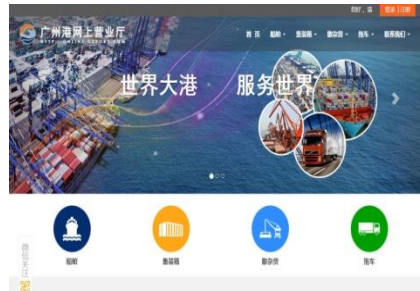 您好，请 登录 | 注册
广州港网上营业厅
首页 船舶 集装箱 散杂货 拖车 联系我们
世界大港 服务世界
船舶 集装箱 散杂货 拖车
微信关注